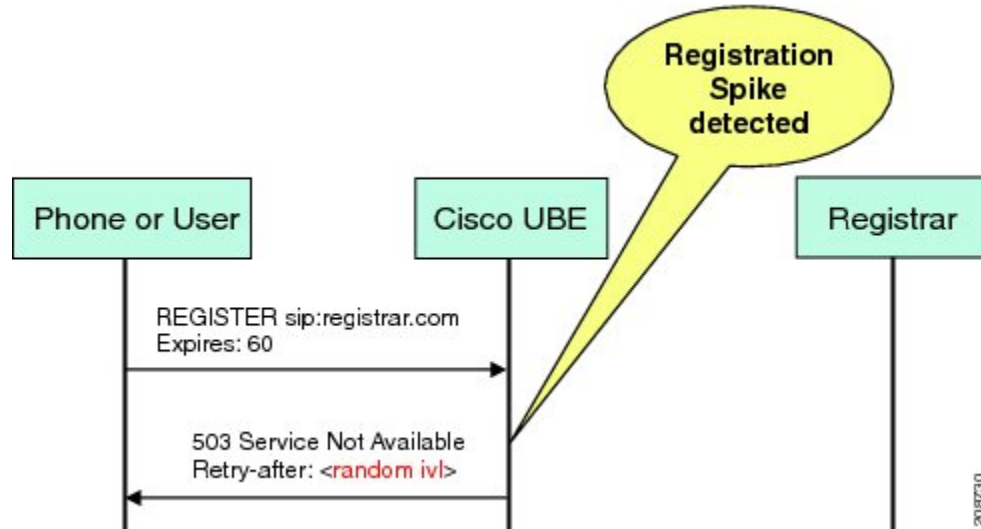 Registration
Spike
detected
Phone or User
Cisco UBE
Registrar
REGISTER sip:registrar.com
Expires: 60
503 Service Not Available
Retry-after: <random ivl>